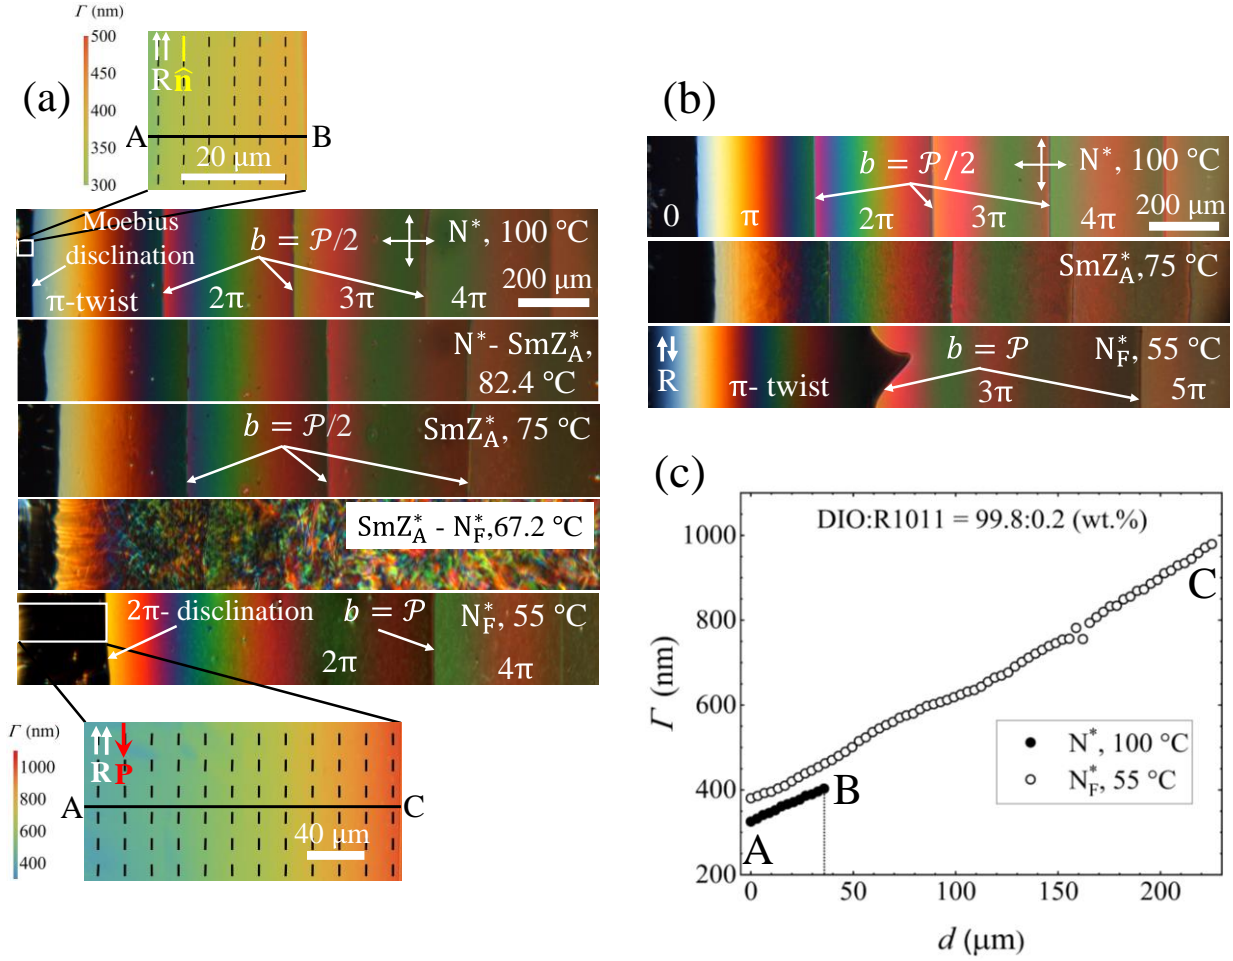 Γ (nm)
500
450
400
350
300
(a)
R n̂
A B
20 μm
Moebius
disclination
b = 𝒫/2
N*, 100 °C
π-twist
2π
3π
4π
200 μm
N*- SmZ*A,
82.4 °C
b = 𝒫/2
SmZ*A, 75 °C
SmZ*A - N*F,67.2 °C
2π- disclination
b = 𝒫
N*F, 55 °C
2π
4π
Γ (nm)
1000
800
600
400
R P
A C
40 μm
(b)
b = 𝒫/2
N*, 100 °C
0
π
2π
3π
4π
200 μm
SmZ*A,75 °C
R
b = 𝒫
N*F, 55 °C
π- twist
3π
5π
(c)
DIO:R1011 = 99.8:0.2 (wt.%)
1000
800
600
400
200
Γ (nm)
C
B
A
N*, 100 °C
N*F, 55 °C
0
50
100
150
200
d (μm)